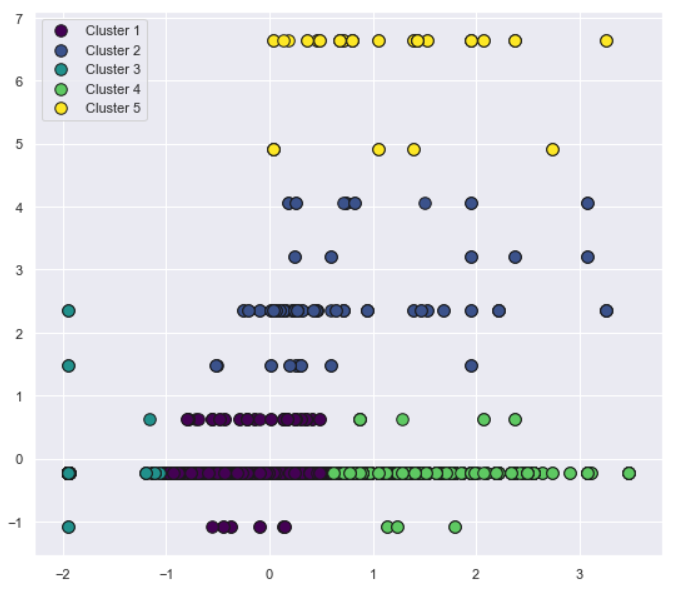 7
6
5
4
3
2
1
0
−1
Cluster 1
Cluster 2
Cluster 3
Cluster 4
Cluster 5
−2 −1 0 1 2 3